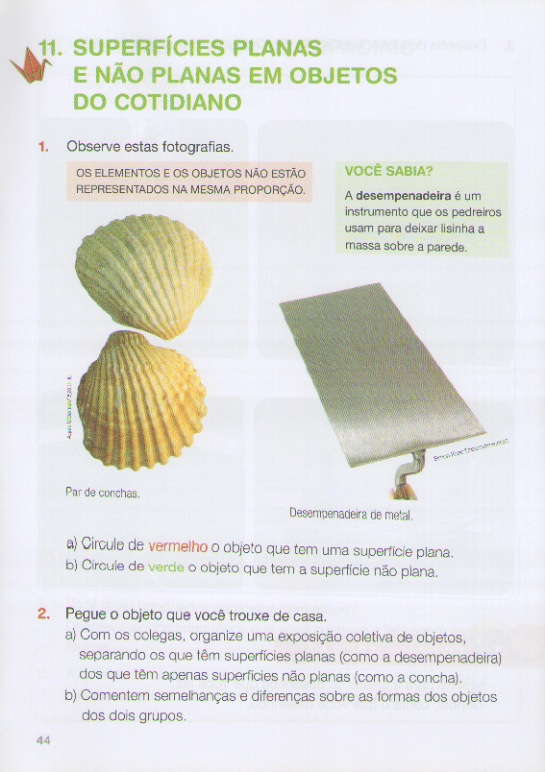 11. SUPERFÍCIES PLANAS
E NÃO PLANAS EM OBJETOS
DO COTIDIANO
1. Observe estas fotografias.
OS ELEMENTOS E OS OBJETOS NÃO ESTÃO
REPRESENTADOS NA MESMA PROPORÇÃO.
VOCÊ SABIA?
A desempenadeira é um
instrumento que os pedreiros
usam para deixar lisinha a
massa sobre a parede.
Par de conchas.
Desempenadeira de metal.
a) Circule de vermelho o objeto que tem uma superfície plana.
b) Circule de verde o objeto que tem a superfície não plana.
2. Pegue o objeto que você trouxe de casa.
a) Com os colegas, organize uma exposição coletiva de objetos,
separando os que têm superfícies planas (como a desempenadeira)
dos que têm apenas superfícies não planas (como a concha).
b) Comentem semelhanças e diferenças sobre as formas dos objetos
dos dois grupos.
44